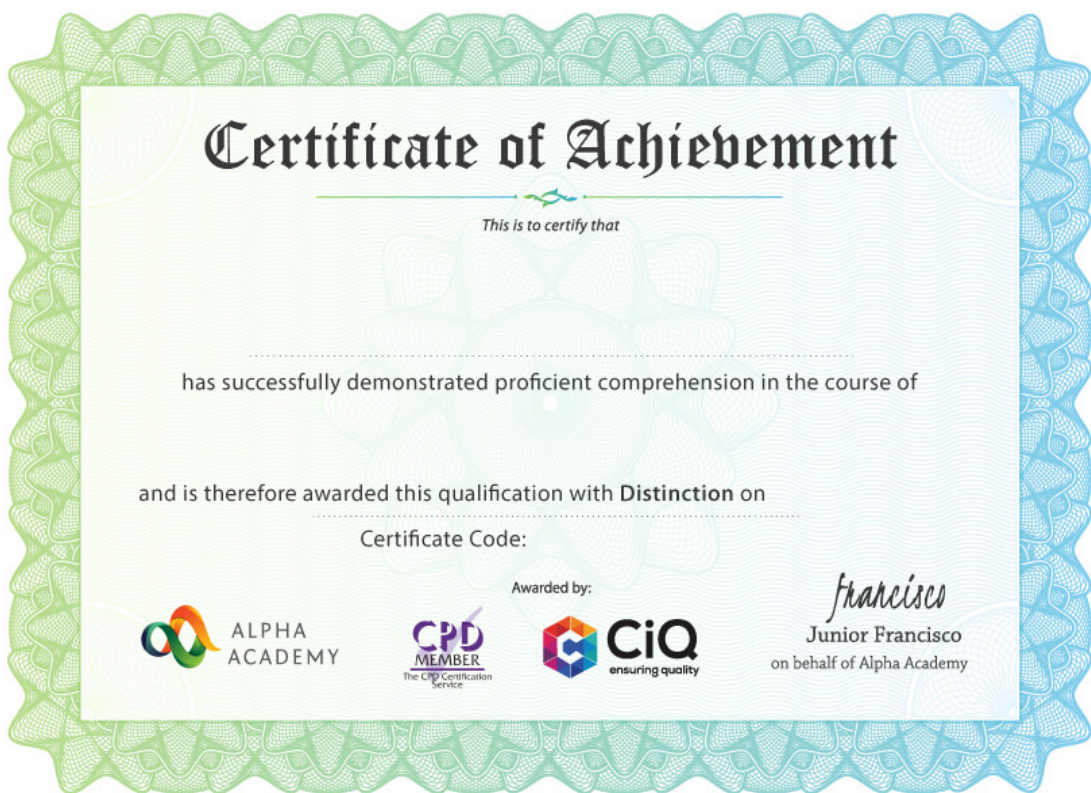 Certificate of Achievement
This is to certify that
has successfully demonstrated proficient comprehension in the course of
and is therefore awarded this qualification with Distinction on
Certificate Code:
Awarded by:
ALPHA
ACADEMY
CPD
MEMBER
The CPD Certification
Service
CiQ
ensuring quality
francisco
Junior Francisco
on behalf of Alpha Academy